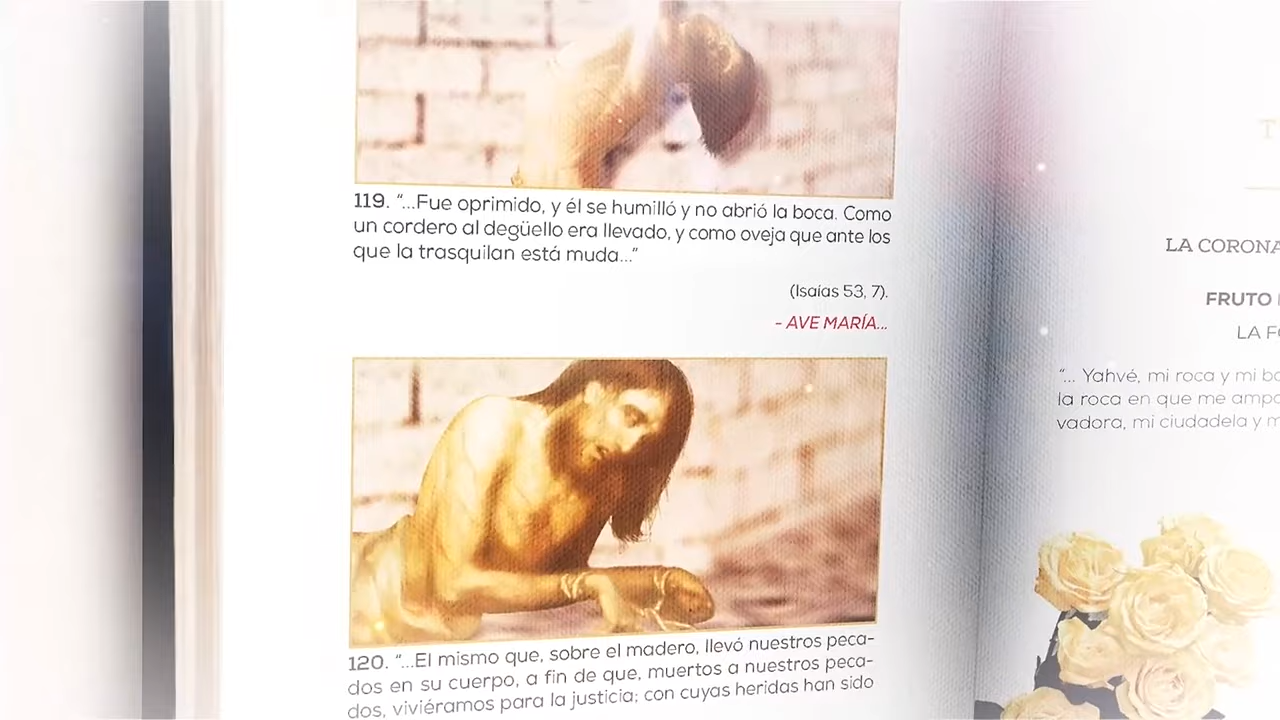 119. "...Fue oprimido, y él se humilló y no abrió la boca. Como
un cordero al degüello era llevado, y como oveja que ante los
que la trasquilan está muda..."
(Isaías 53, 7).
- AVE MARÍA...
120. "...El mismo que, sobre el madero, llevó nuestros peca-
dos en su cuerpo, a fin de que, muertos a nuestros peca-
dos, viviéramos para la justicia; con cuyas heridas han sido
LA CORONA
FRUTO
LA
"... Yahvé, mi roca y mi
la roca en que me
vadora, mi ciudadela y